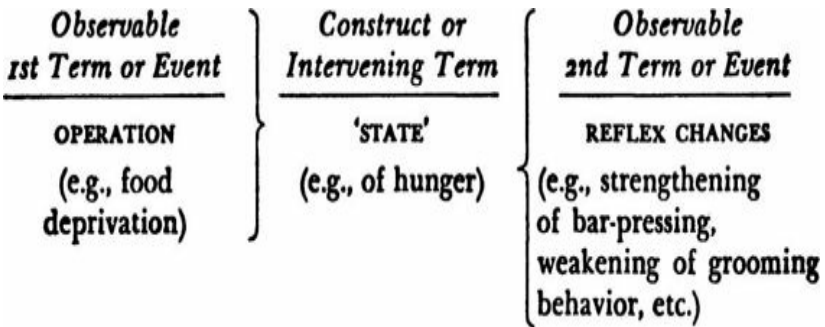 Observable
1st Term or Event
OPERATION
(e.g., food
deprivation)
Construct or
Intervening Term
'STATE'
(e.g., of hunger)
Observable
2nd Term or Event
REFLEX CHANGES
(e.g., strengthening
of bar-pressing,
weakening of grooming
behavior, etc.)